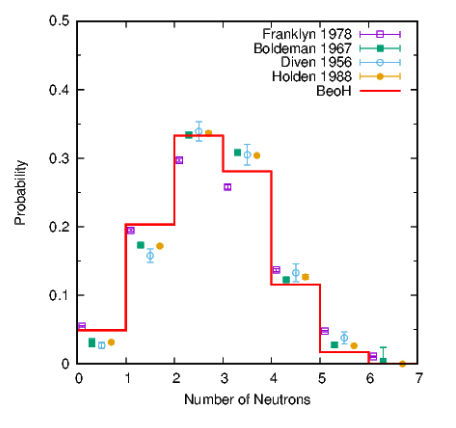 0.5
0.4
0.3
0.2
0.1
0
Probability
Franklyn 1978
Boldeman 1967
Diven 1956
Holden 1988
BeoH
0 1 2 3 4 5 6 7
Number of Neutrons